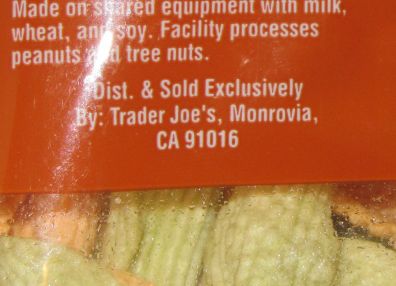 Made on shared equipment with milk,
wheat, and soy. Facility processes
peanuts and tree nuts.
Dist. & Sold Exclusively
By: Trader Joe's, Monrovia,
CA 91016